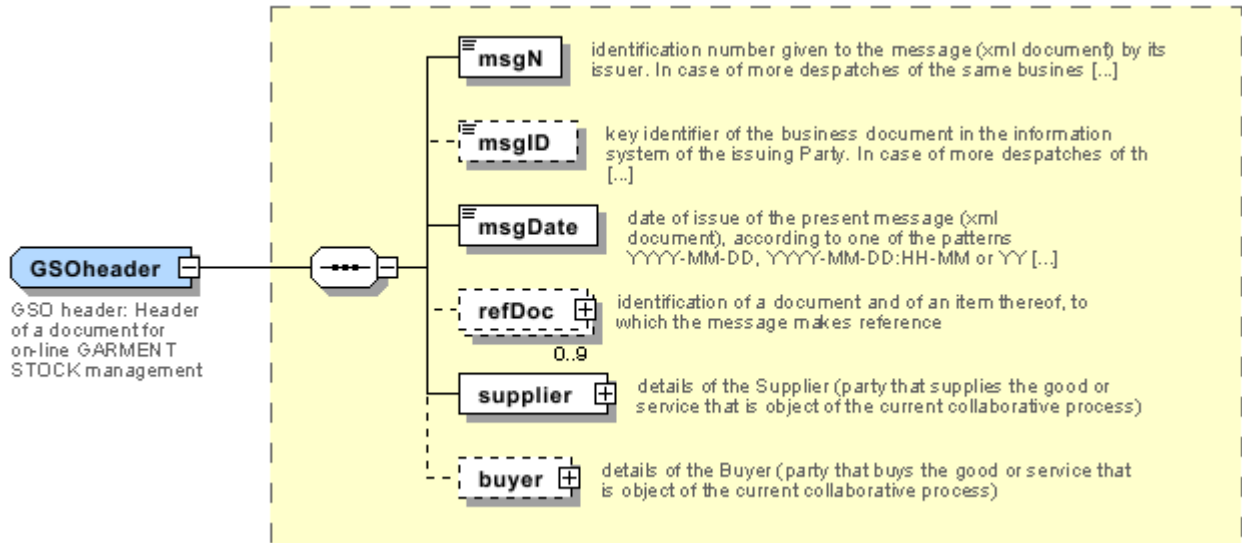 msgN
identification number given to the message (xml document) by its
issuer. In case of more despatches of the same busines [...]
msgID
key identifier of the business document in the information
system of the issuing Party. In case of more despatches of th
[...]
msgDate
date of issue of the present message (xml
document), according to one of the patterns
YYYY-MM-DD, YYYY-MM-DD:HH-MM or YY [...]
GSOheader
GSO header: Header
of a document for
on-line GARMENT
STOCK management
refDoc
identification of a document and of an item thereof, to
which the message makes reference
0..9
supplier
details of the Supplier (party that supplies the good or
service that is object of the current collaborative process)
buyer
details of the Buyer (party that buys the good or service that
is object of the current collaborative process)